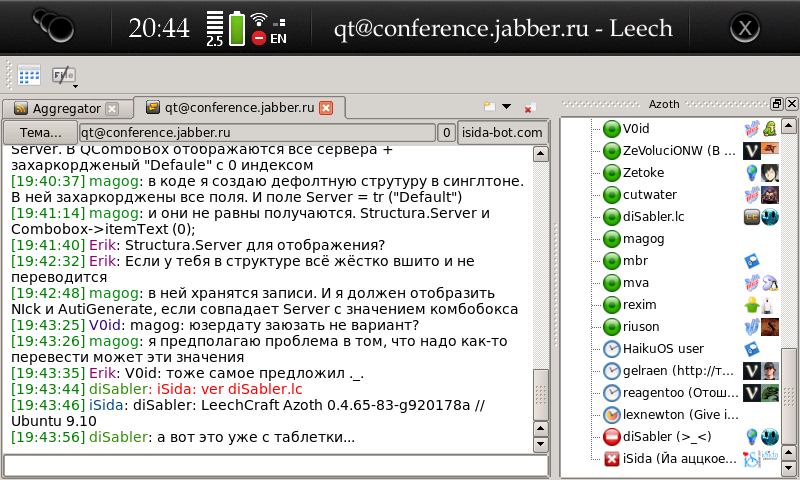 20:44
2.5
EN
qt@conference.jabber.ru - Leech
File
Aggregator
qt@conference.jabber.ru
Azoth
Тема...
qt@conference.jabber.ru
0
isida-bot.com
Server. В QComboBox отображаются все сервера +
захаркордженый "Defaule" с 0 индексом
[19:40:37] magog: в коде я создаю дефолтную струтуру в синглтоне.
В ней захаркорджены все поля. И поле Server = tr ("Default")
[19:41:14] magog: и они не равны получаются. Structura.Server и
Combobox->itemText (0);
[19:41:40] Erik: Structura.Server для отображения?
[19:42:32] Erik: Если у тебя в структуре всё жёстко вшито и не
переводится
[19:42:48] magog: в ней хранятся записи. И я должен отобразить
NIck и AutiGenerate, если совпадает Server с значением комбобокса
[19:43:25] V0id: magog: юзердату заюзать не вариант?
[19:43:26] magog: я предполагаю проблема в том, что надо как-то
перевести может эти значения
[19:43:35] Erik: V0id: тоже самое предложил ._.
[19:43:44] diSabler: iSida: ver diSabler.lc
[19:43:46] iSida: diSabler: LeechCraft Azoth 0.4.65-83-g920178a //
Ubuntu 9.10
[19:43:56] diSabler: а вот это уже с таблетки...
V0id
ZeVoluciONW (В ...
Zetoke
cutwater
diSabler.lc
magog
mbr
mva
rexim
riuson
HaikuOS user
gelraen (http://т...
reagentoo (Отош...
lexnewton (Give i...
diSabler (>_<)
iSida (Йа аццкое...